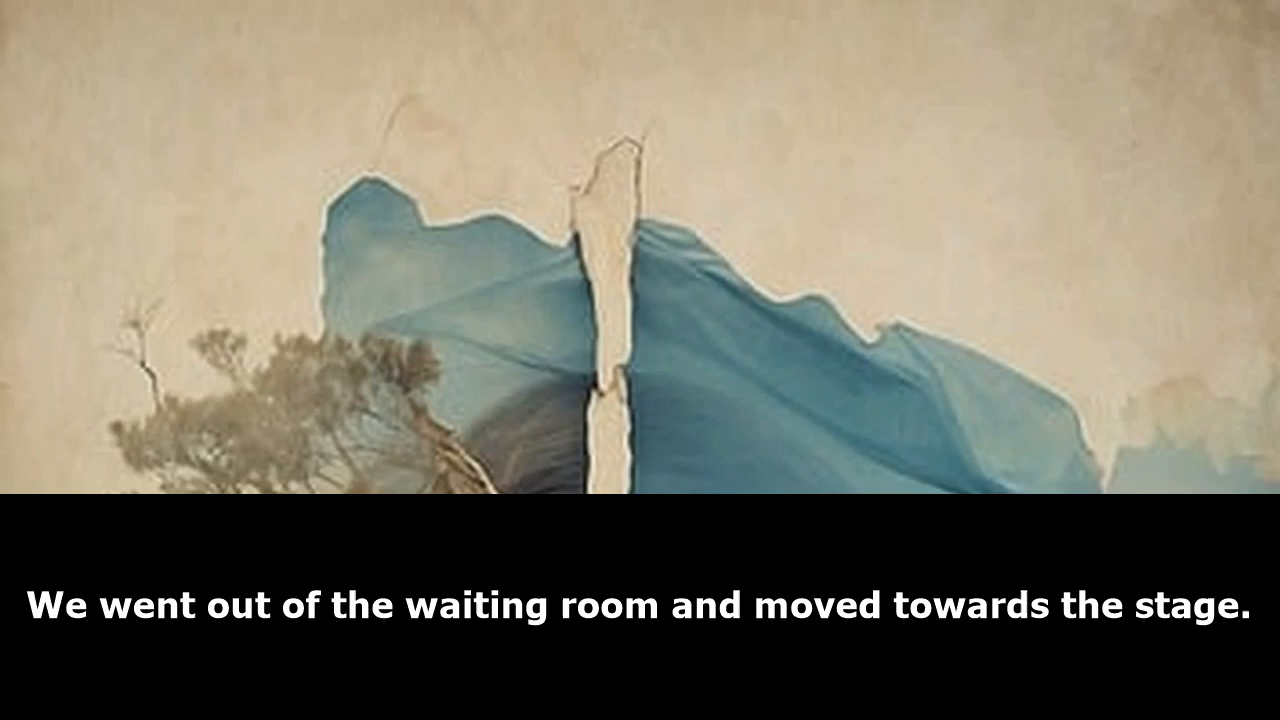 We went out of the waiting room and moved towards the stage.